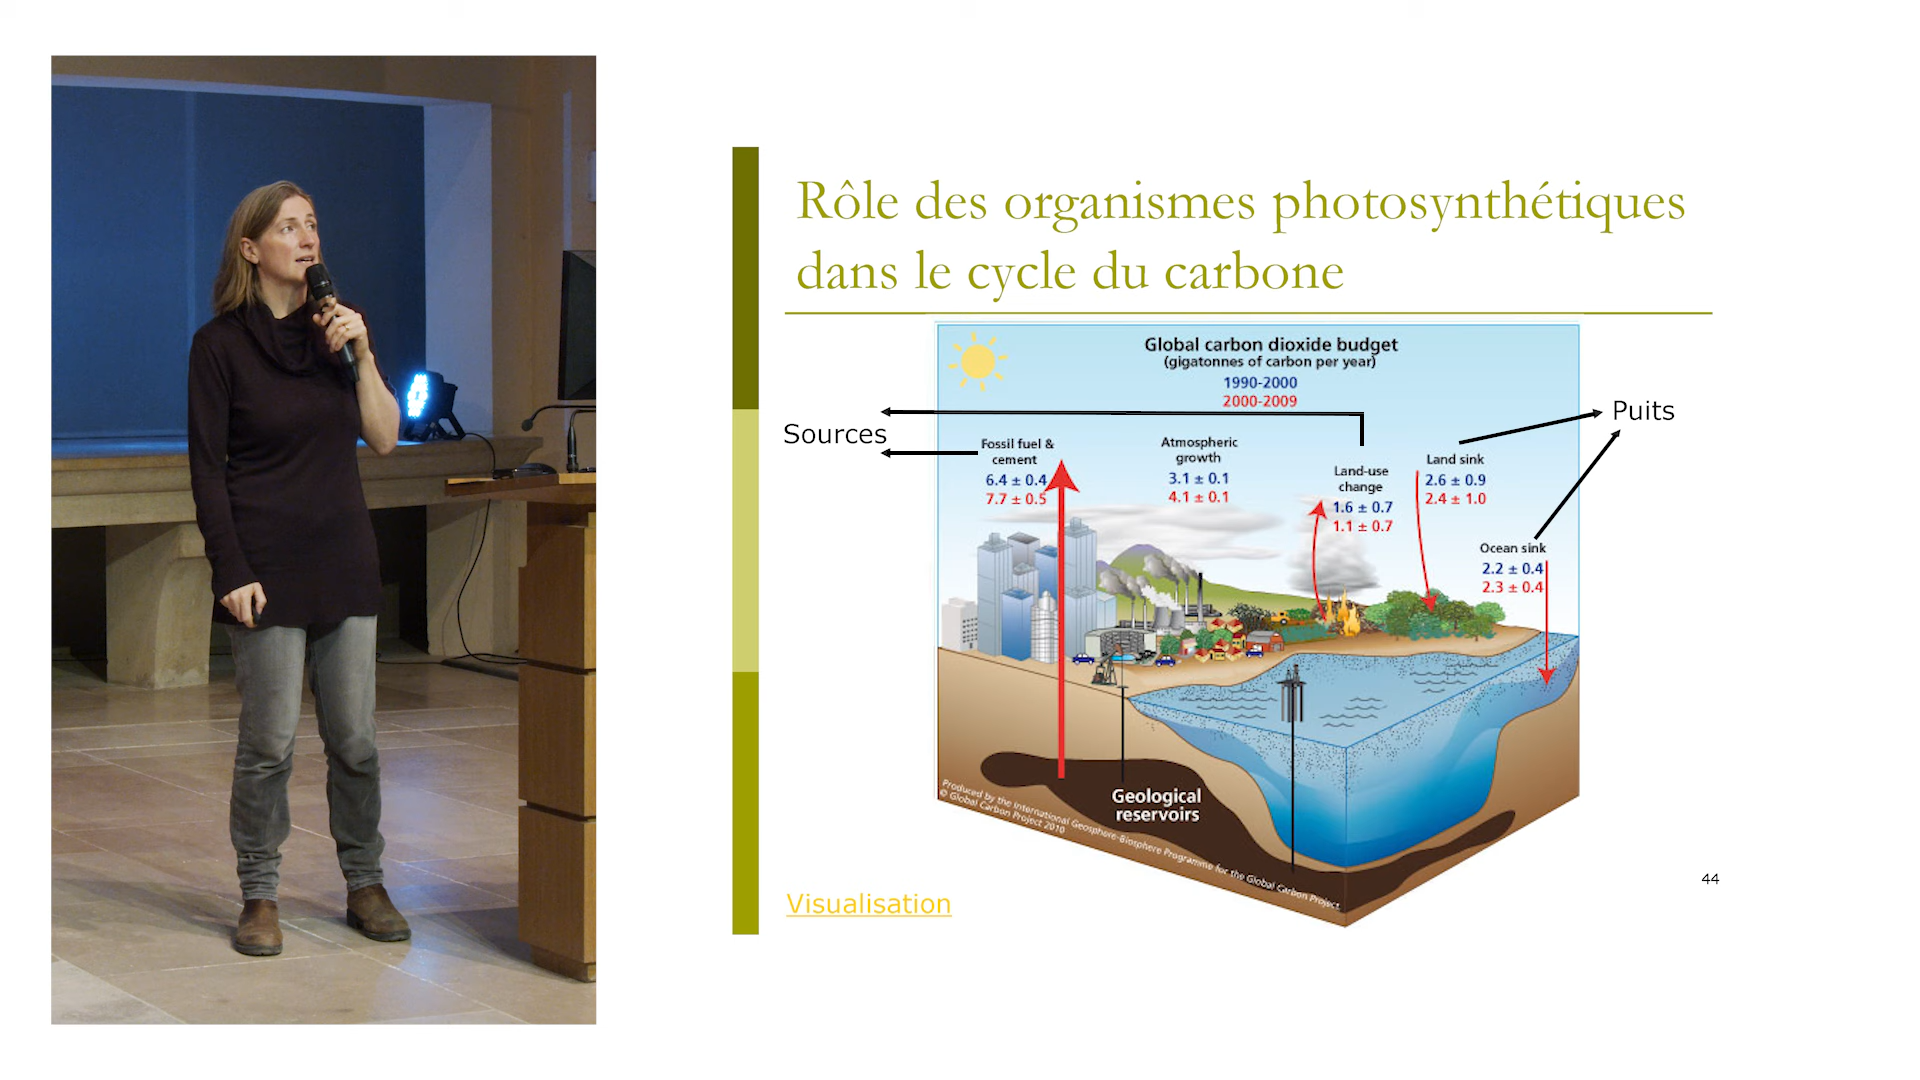 Rôle des organismes photosynthétiques
dans le cycle du carbone
Global carbon dioxide budget
(gigatonnes of carbon per year)
1990-2000
2000-2009
Sources
Puits
Fossil fuel &
cement
6.4 ± 0.4
7.7 ± 0.5
Atmospheric
growth
3.1 ± 0.1
4.1 ± 0.1
Land-use
change
1.6 ± 0.7
1.1 ± 0.7
Land sink
2.6 ± 0.9
2.4 ± 1.0
Ocean sink
2.2 ± 0.4
2.3 ± 0.4
Geological
reservoirs
Produced by the International Geosphere-Biosphere Programme for the Global Carbon Project.
© Global Carbon Project 2010
Visualisation
44